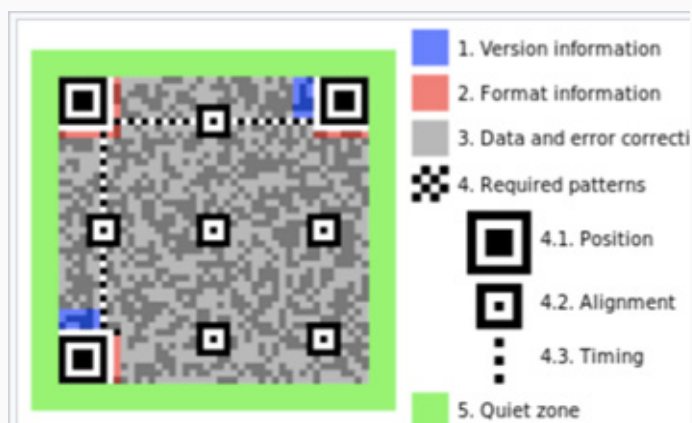 1. Version information
2. Format information
3. Data and error correcti
4. Required patterns
4.1. Position
4.2. Alignment
4.3. Timing
5. Quiet zone